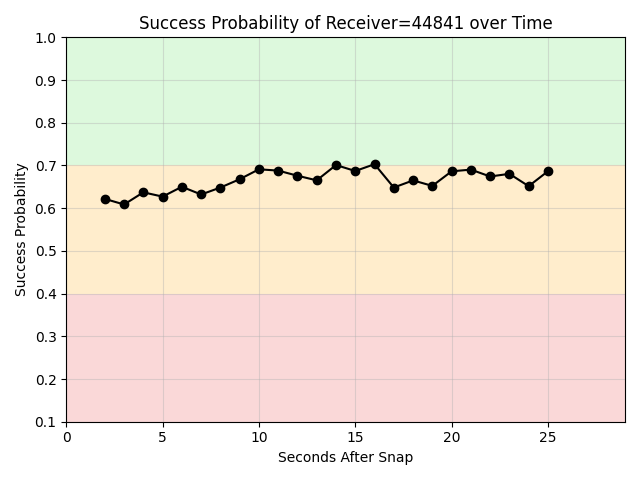 Success Probability of Receiver=44841 over Time
1.0
0.9
0.8
0.7
0.6
0.5
0.4
0.3
0.2
0.1
Success Probability
0 5 10 15 20 25
Seconds After Snap